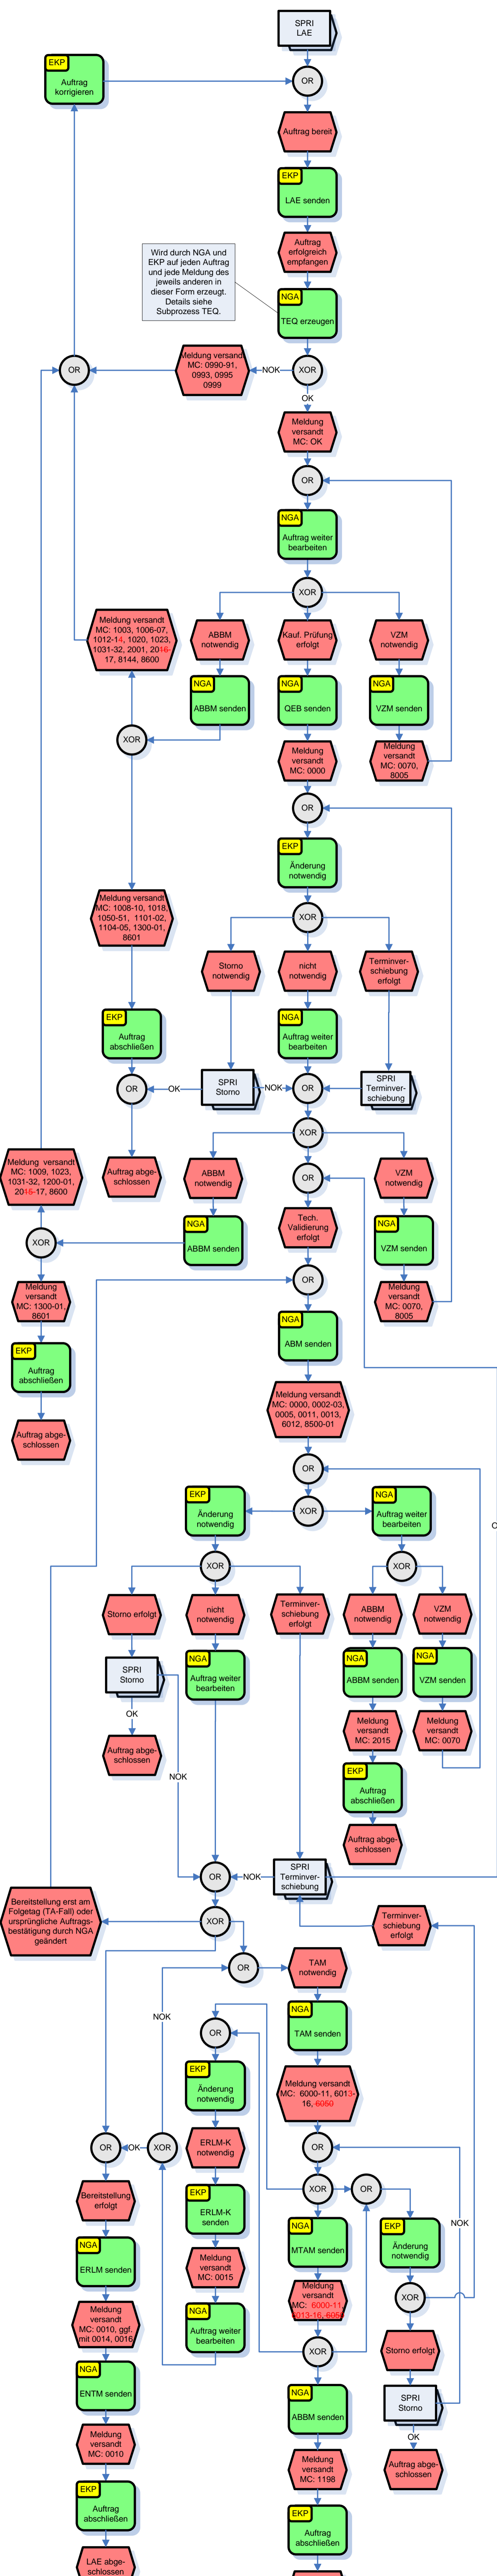 SPRI
LAE
EKP
Auftrag
korrigieren
OR
Auftrag bereit
EKP
LAE senden
Auftrag
erfolgreich
empfangen
Wird durch NGA und
EKP auf jeden Auftrag
und jede Meldung des
jeweils anderen in
dieser Form erzeugt.
Details siehe
Subprozess TEQ.
NGA
TEQ erzeugen
OR
Meldung versandt
MC: 0990-91,
0993, 0995
0999
NOK
XOR
OK
Meldung
versandt
MC: OK
OR
NGA
Auftrag weiter
bearbeiten
XOR
Meldung versandt
MC: 1003, 1006-07,
1012-14, 1020, 1023,
1031-32, 2001, 2016-
17, 8144, 8600
ABBM
notwendig
Kauf. Prüfung
erfolgt
VZM
notwendig
NGA
ABBM senden
NGA
QEB senden
NGA
VZM senden
XOR
Meldung
versandt
MC: 0000
Meldung
versandt
MC: 0070,
8005
OR
EKP
Änderung
notwendig
Meldung versandt
MC: 1008-10, 1018,
1050-51, 1101-02,
1104-05, 1300-01,
8601
XOR
Storno
notwendig
nicht
notwendig
Terminver-
schiebung
erfolgt
EKP
Auftrag
abschließen
NGA
Auftrag weiter
bearbeiten
OR
OK
SPRI
Storno
NOK
OR
SPRI
Terminver-
schiebung
XOR
Meldung versandt
MC: 1009, 1023,
1031-32, 1200-01,
2016-17, 8600
Auftrag abge-
schlossen
ABBM
notwendig
OR
VZM
notwendig
Tech.
Validierung
erfolgt
XOR
NGA
ABBM senden
NGA
VZM senden
OR
Meldung
versandt
MC: 1300-01,
8601
Meldung
versandt
MC: 0070,
8005
NGA
ABM senden
EKP
Auftrag
abschließen
Meldung versandt
MC: 0000, 0002-03,
0005, 0011, 0013,
6012, 8500-01
Auftrag abge-
schlossen
OR
EKP
Änderung
notwendig
XOR
NGA
Auftrag weiter
bearbeiten
XOR
XOR
Storno erfolgt
nicht
notwendig
Terminver-
schiebung
erfolgt
ABBM
notwendig
VZM
notwendig
SPRI
Storno
NGA
Auftrag weiter
bearbeiten
NGA
ABBM senden
NGA
VZM senden
OK
Meldung
versandt
MC: 2015
Meldung
versandt
MC: 0070
Auftrag abge-
schlossen
NOK
EKP
Auftrag
abschließen
Auftrag abge-
schlossen
OR
NOK
SPRI
Terminver-
schiebung
Bereitstellung erst am
Folgetag (TA-Fall) oder
ursprüngliche Auftrags-
bestätigung durch NGA
geändert
XOR
Terminver-
schiebung
erfolgt
OR
TAM
notwendig
NOK
OR
NGA
TAM senden
EKP
Änderung
notwendig
Meldung versandt
MC: 6000-11, 6013-
16, 6050
OR
OK
XOR
ERLM-K
notwendig
OR
Bereitstellung
erfolgt
EKP
ERLM-K
senden
XOR
OR
NGA
MTAM senden
EKP
Änderung
notwendig
NOK
NGA
ERLM senden
Meldung
versandt
MC: 0015
Meldung
versandt
MC: 6000-11,
6013-16, 6050
XOR
Meldung
versandt
MC: 0010, ggf.
mit 0014, 0016
NGA
Auftrag weiter
bearbeiten
XOR
Storno erfolgt
NGA
ENTM senden
NGA
ABBM senden
SPRI
Storno
OK
Meldung
versandt
MC: 0010
Meldung
versandt
MC: 1198
Auftrag abge-
schlossen
EKP
Auftrag
abschließen
EKP
Auftrag
abschließen
LAE abge-
schlossen